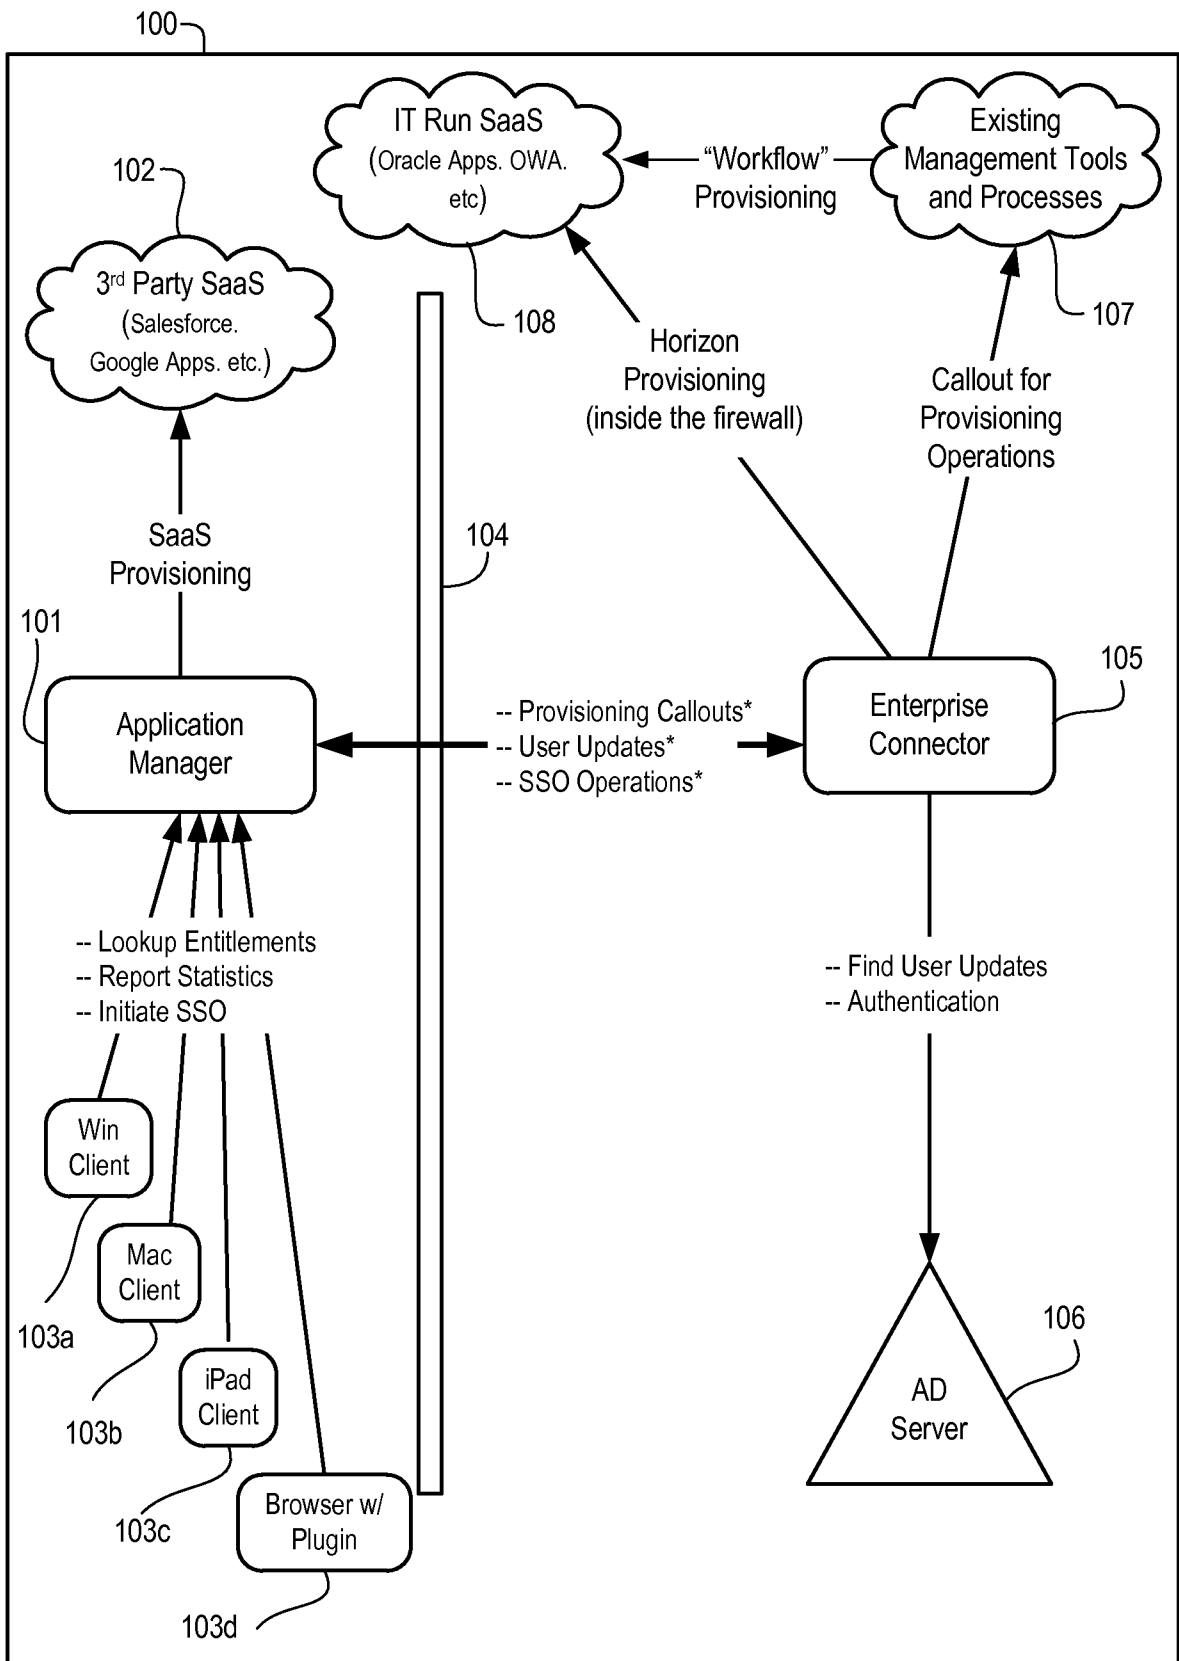 100
IT Run SaaS
(Oracle Apps. OWA.
etc)
108
“Workflow”
Provisioning
Existing
Management Tools
and Processes
107
102
3rd Party SaaS
(Salesforce.
Google Apps. etc.)
Horizon
Provisioning
(inside the firewall)
Callout for
Provisioning
Operations
SaaS
Provisioning
104
101
Application
Manager
-- Provisioning Callouts*
-- User Updates*
-- SSO Operations*
Enterprise
Connector
105
-- Lookup Entitlements
-- Report Statistics
-- Initiate SSO
-- Find User Updates
-- Authentication
Win
Client
103a
Mac
Client
103b
iPad
Client
103c
Browser w/
Plugin
103d
AD
Server
106